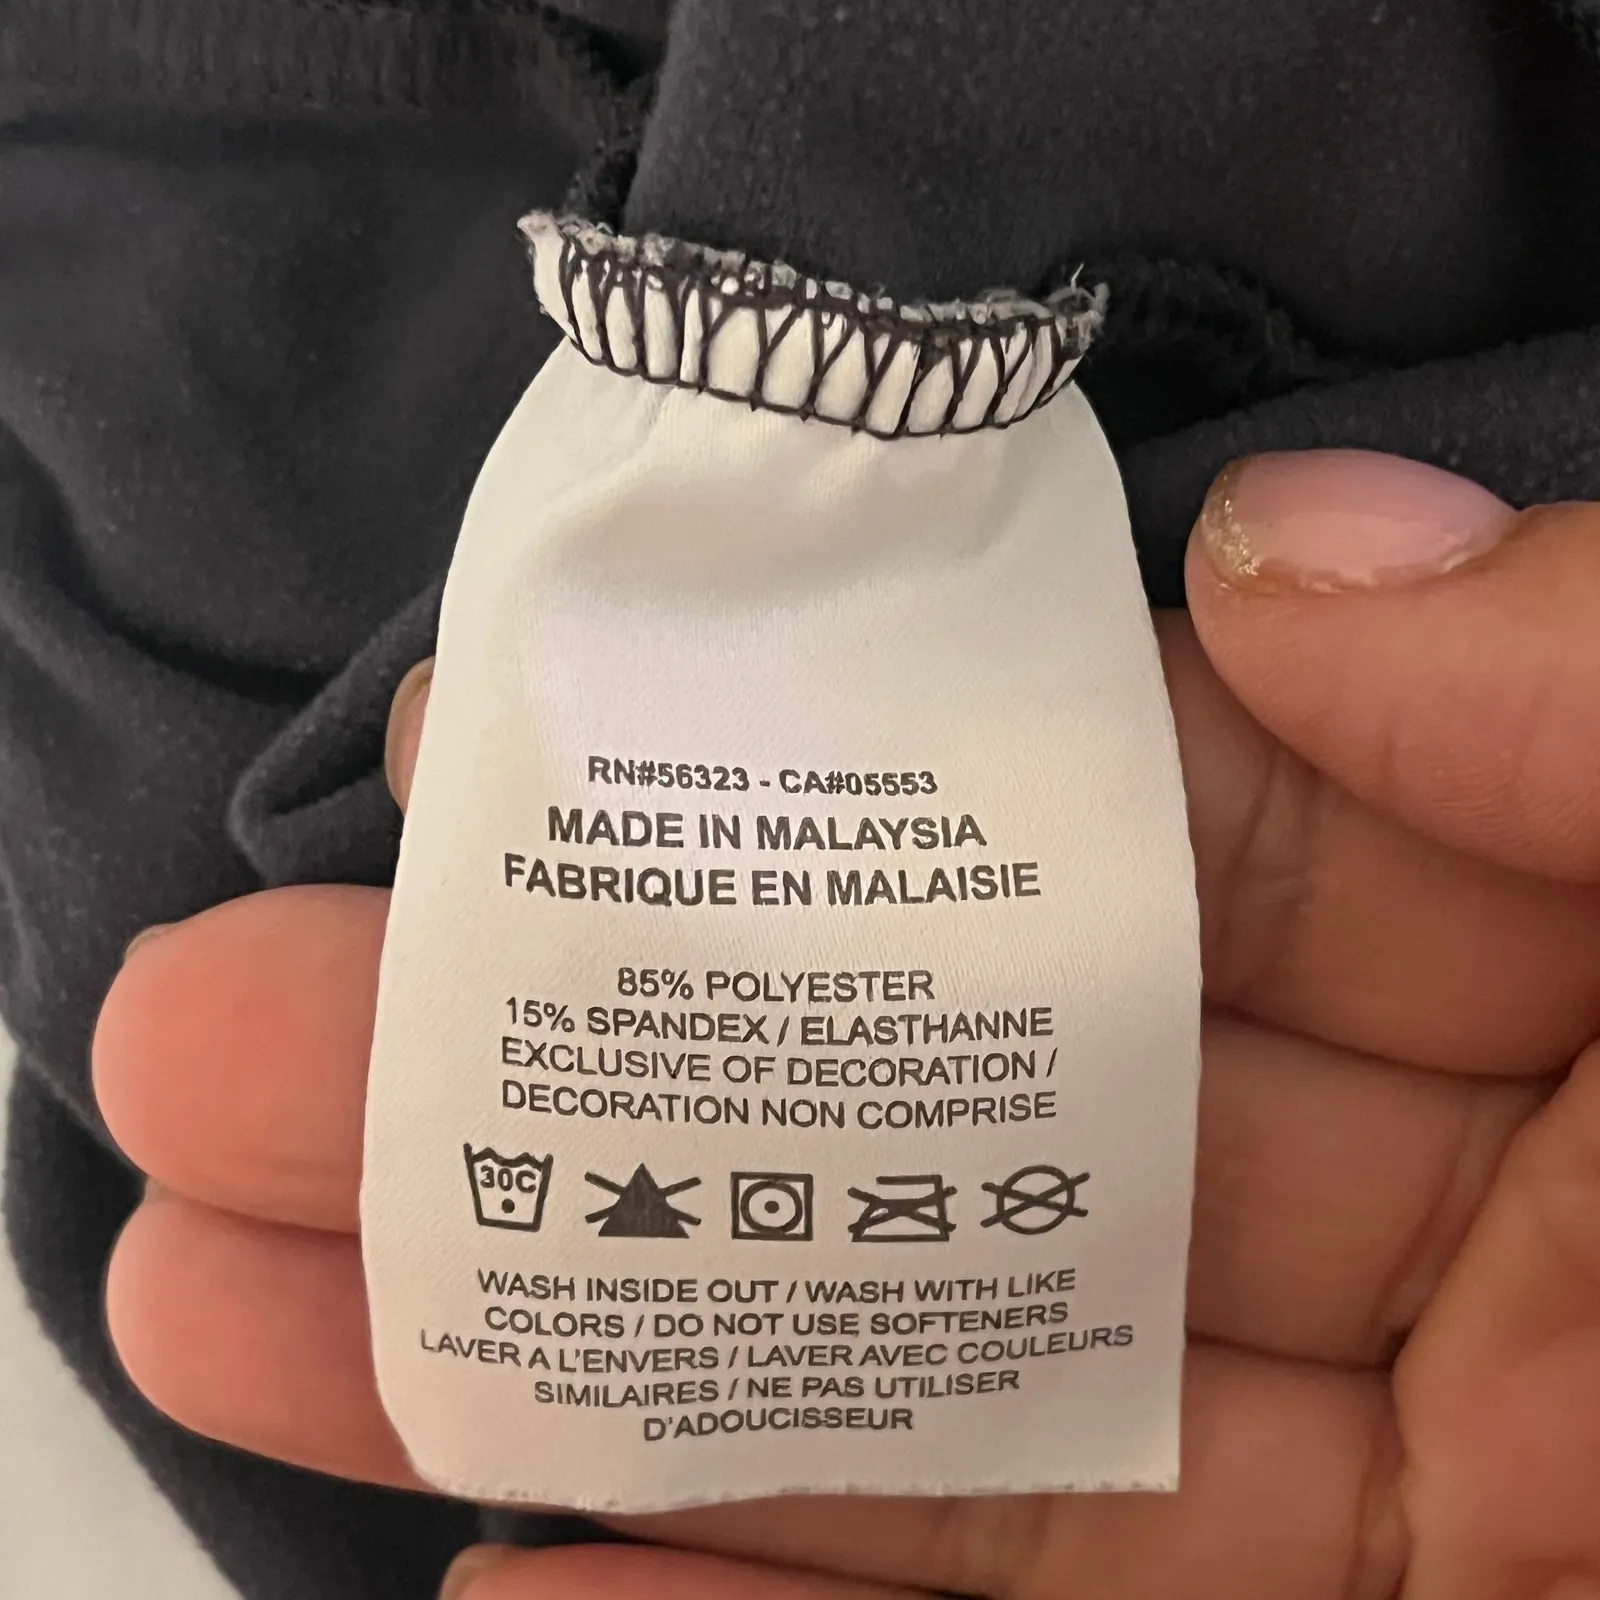 RN#56323 - CA#05553
MADE IN MALAYSIA
FABRIQUE EN MALAISIE
85% POLYESTER
15% SPANDEX / ELASTHANNE
EXCLUSIVE OF DECORATION /
DECORATION NON COMPRISE
30C
WASH INSIDE OUT / WASH WITH LIKE
COLORS / DO NOT USE SOFTENERS
LAVER A L'ENVERS / LAVER AVEC COULEURS
SIMILAIRES / NE PAS UTILISER
D'ADOUCISSEUR